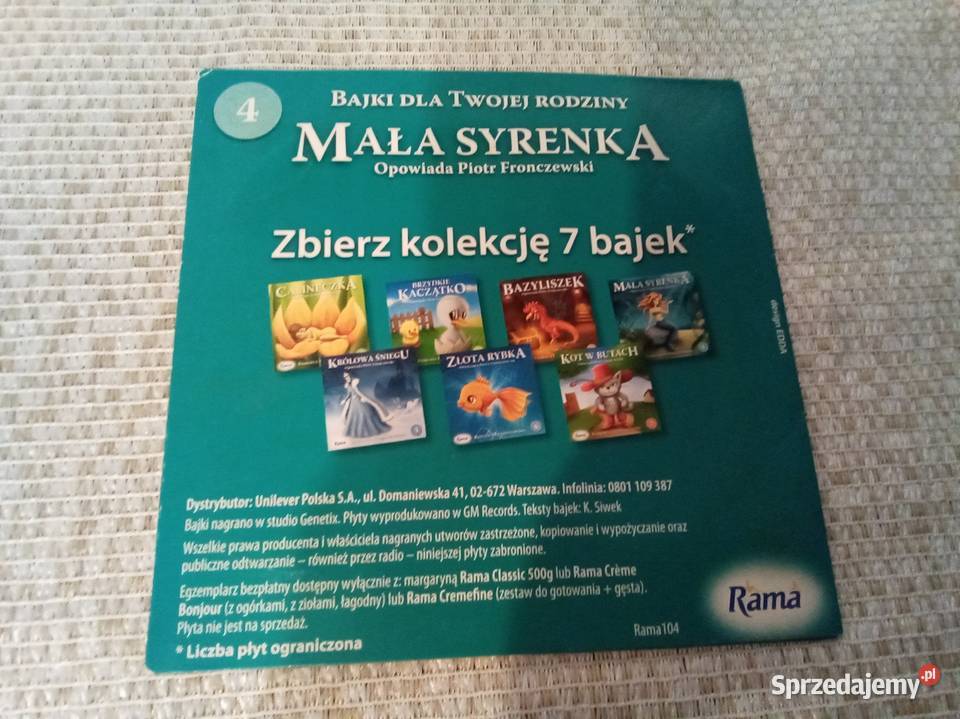 4
BAJKI DLA TWOJEJ RODZINY
MAŁA SYRENKA
Opowiada Piotr Fronczewski
Zbierz kolekcję 7 bajek*
CALINECZKA
BRZYDKIE
KACZĄTKO
BAZYLISZEK
MAŁA SYRENKA
KRÓLOWA ŚNIEGU
ZŁOTA RYBKA
KOT W BUTACH
design EDDA
Dystrybutor: Unilever Polska S.A., ul. Domaniewska 41, 02-672 Warszawa. Infolinia: 0801 109 387
Bajki nagrano w studio Genetix. Płyty wyprodukowano w GM Records. Teksty bajek: K. Siwek
Wszelkie prawa producenta i właściciela nagranych utworów zastrzeżone, kopiowanie i wypożyczanie oraz
publiczne odtwarzanie – również przez radio – niniejszej płyty zabronione.
Egzemplarz bezpłatny dostępny wyłącznie z: margaryną Rama Classic 500g lub Rama Crème
Bonjour (z ogórkami, z ziołami, łagodny) lub Rama Cremefine (zestaw do gotowania + gęsta).
Płyta nie jest na sprzedaż.
* Liczba płyt ograniczona
Rama104
Rama
Sprzedajemy.pl